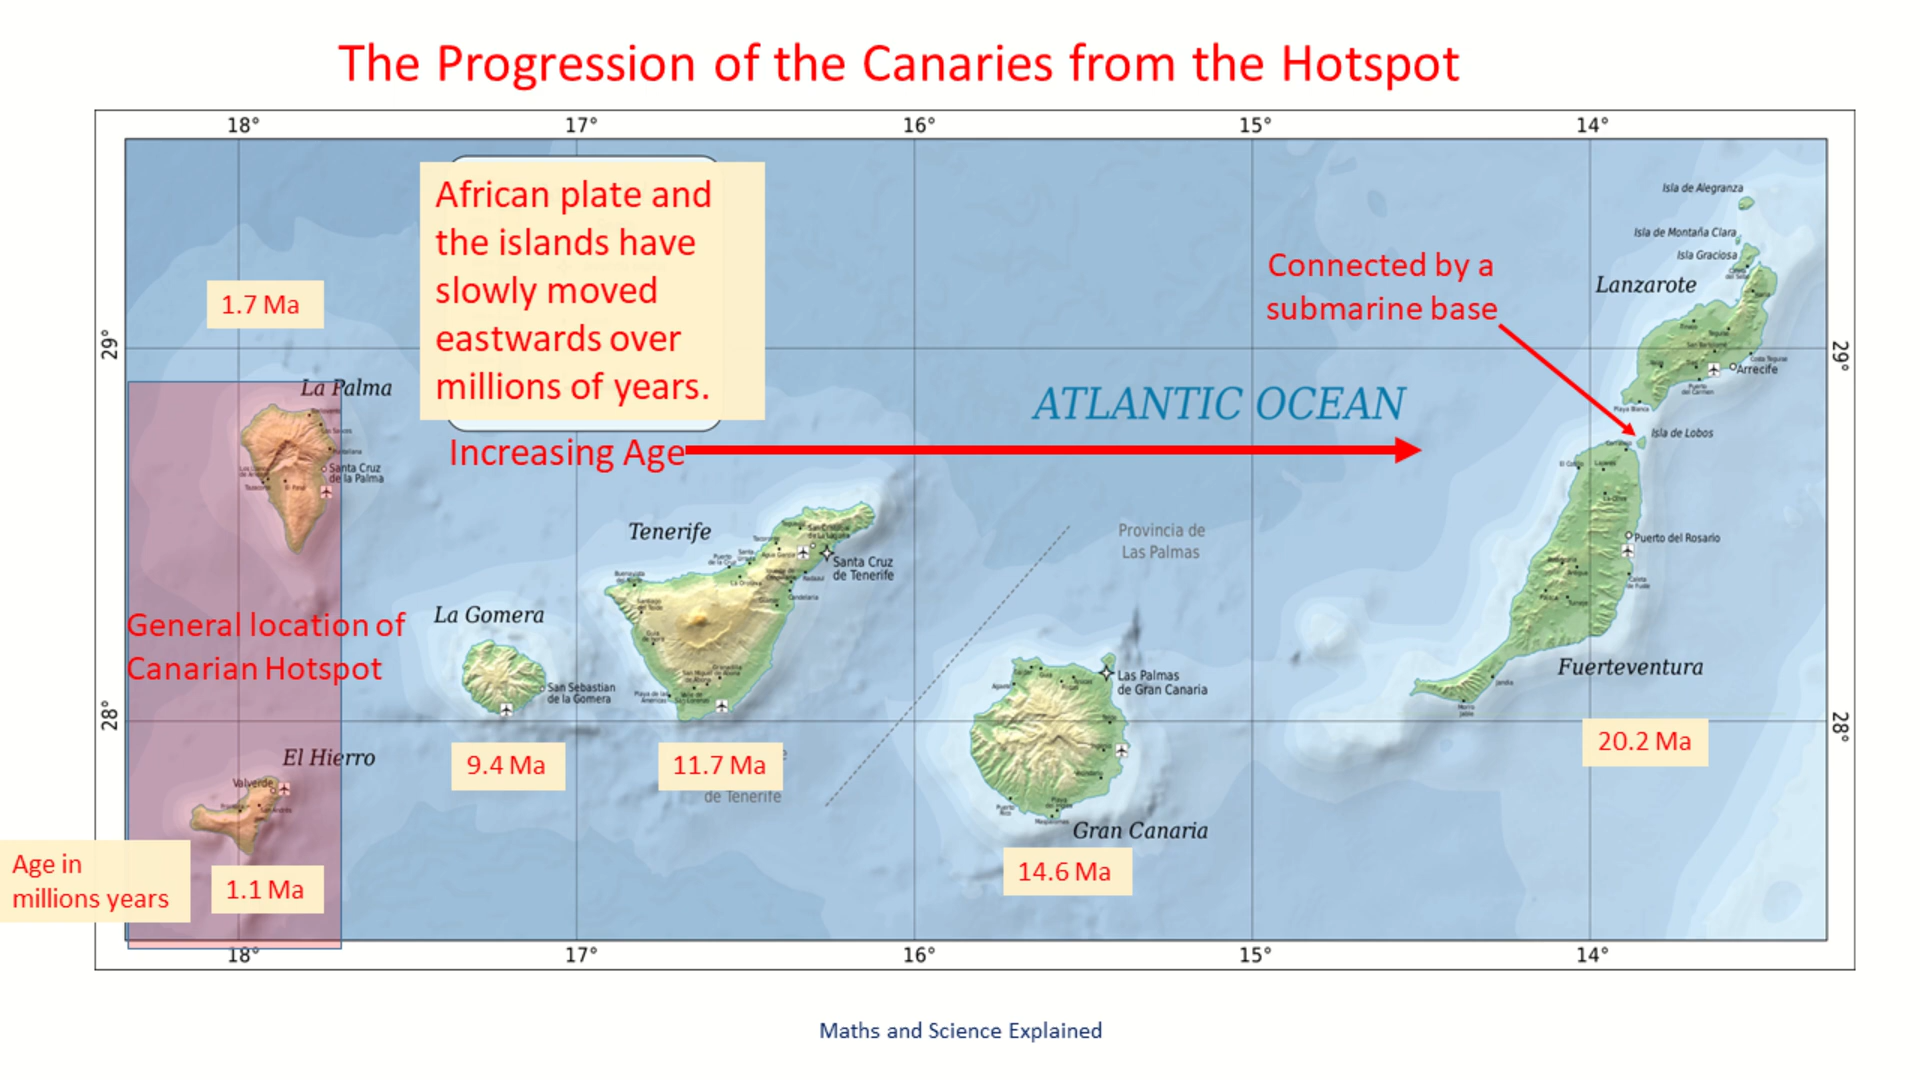 The Progression of the Canaries from the Hotspot
18° 17° 16° 15° 14°
African plate and
the islands have
slowly moved
eastwards over
millions of years.
1.7 Ma
Isla de Alegranza
Isla de Montaña Clara
Isla Graciosa
Connected by a
submarine base
Lanzarote
29° 29°
Arrecife
La Palma
ATLANTIC OCEAN
Playa Blanca
Isla de Lobos
Increasing Age
Santa Cruz
de la Palma
Tenerife
Provincia de
Las Palmas
Puerto del Rosario
Santa Cruz
de Tenerife
La Gomera
General location of
Canarian Hotspot
Fuerteventura
Las Palmas
de Gran Canaria
San Sebastian
de la Gomera
28° 28°
20.2 Ma
El Hierro
Valverde
9.4 Ma
11.7 Ma
de Tenerife
Gran Canaria
14.6 Ma
Age in
millions years
1.1 Ma
18° 17° 16° 15° 14°
Maths and Science Explained